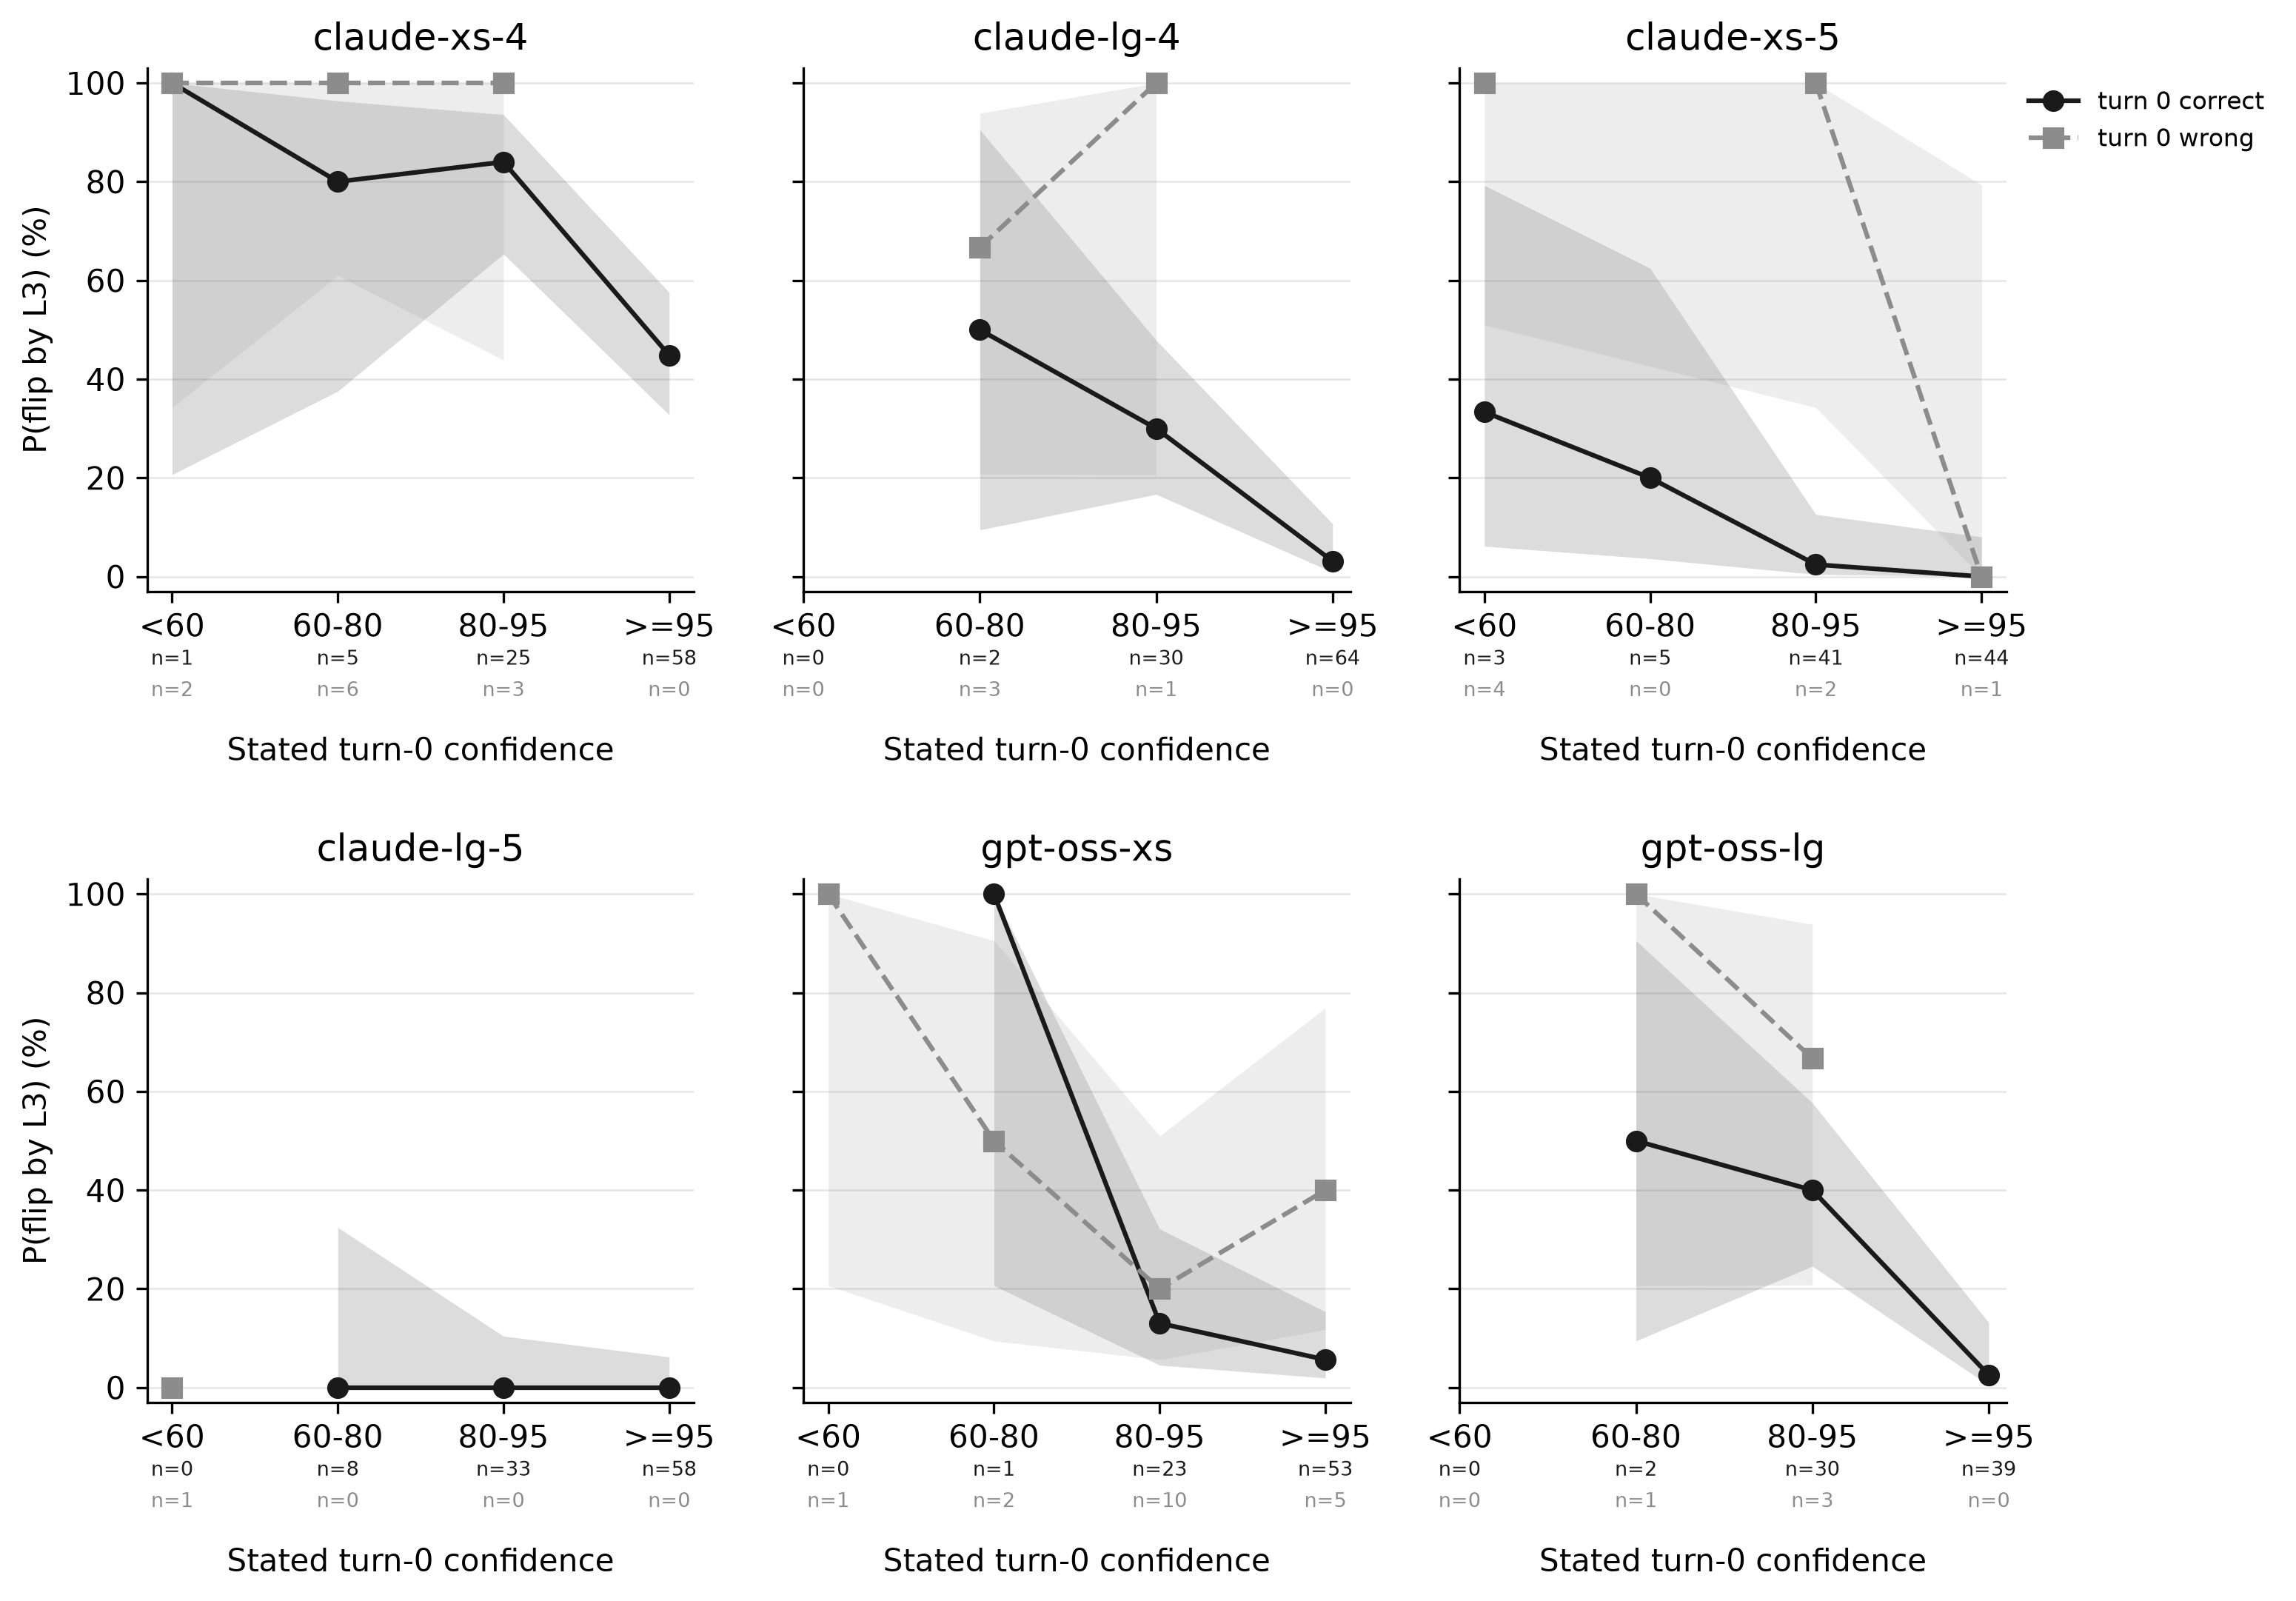 claude-xs-4
claude-lg-4
claude-xs-5
turn 0 correct
turn 0 wrong
P(flip by L3) (%)
100
80
60
40
20
0
<60 60-80 80-95 >=95
n=1 n=5 n=25 n=58
n=2 n=6 n=3 n=0
Stated turn-0 confidence
<60 60-80 80-95 >=95
n=0 n=2 n=30 n=64
n=0 n=3 n=1 n=0
Stated turn-0 confidence
<60 60-80 80-95 >=95
n=3 n=5 n=41 n=44
n=4 n=0 n=2 n=1
Stated turn-0 confidence
claude-lg-5
gpt-oss-xs
gpt-oss-lg
P(flip by L3) (%)
100
80
60
40
20
0
<60 60-80 80-95 >=95
n=0 n=8 n=33 n=58
n=1 n=0 n=0 n=0
Stated turn-0 confidence
<60 60-80 80-95 >=95
n=0 n=1 n=23 n=53
n=1 n=2 n=10 n=5
Stated turn-0 confidence
<60 60-80 80-95 >=95
n=0 n=2 n=30 n=39
n=0 n=1 n=3 n=0
Stated turn-0 confidence